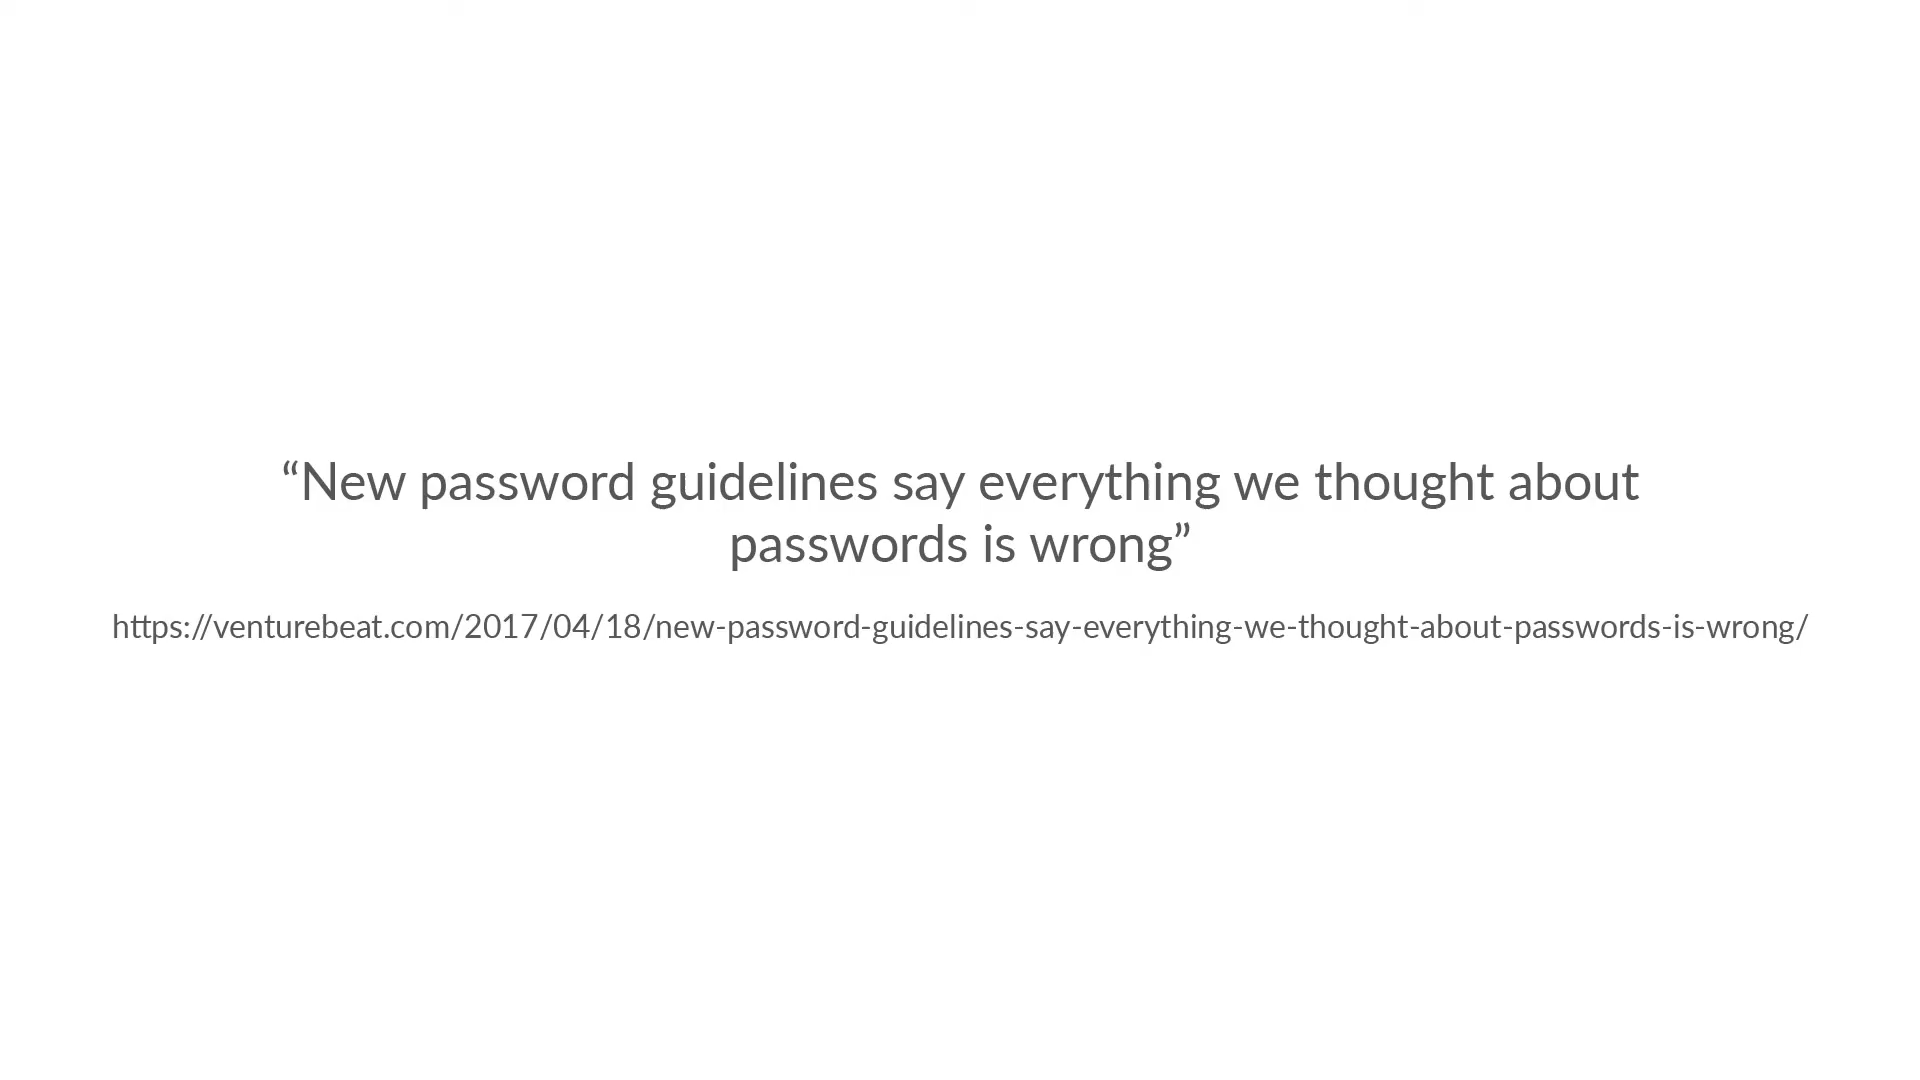 “New password guidelines say everything we thought about
passwords is wrong”
https://venturebeat.com/2017/04/18/new-password-guidelines-say-everything-we-thought-about-passwords-is-wrong/